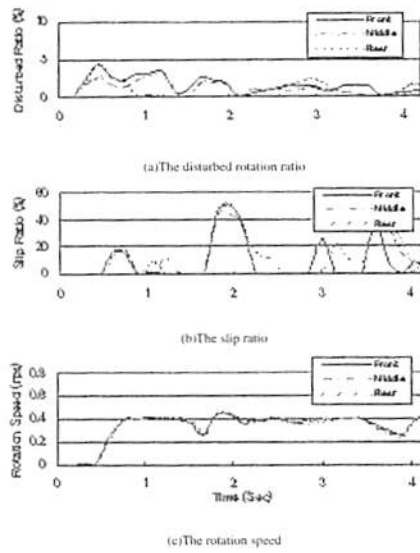 Disturbed Ratio (%)
10
5
0
Front
Middle
Rear
0 1 2 3 4
(a)The disturbed rotation ratio
Slip Ratio (%)
60
40
20
0
Front
Middle
Rear
0 1 2 3 4
(b)The slip ratio
Rotation Speed (rps)
0.8
0.6
0.4
0.2
0
Front
Middle
Rear
0 1 2 3 4
Time (Sec)
(c)The rotation speed